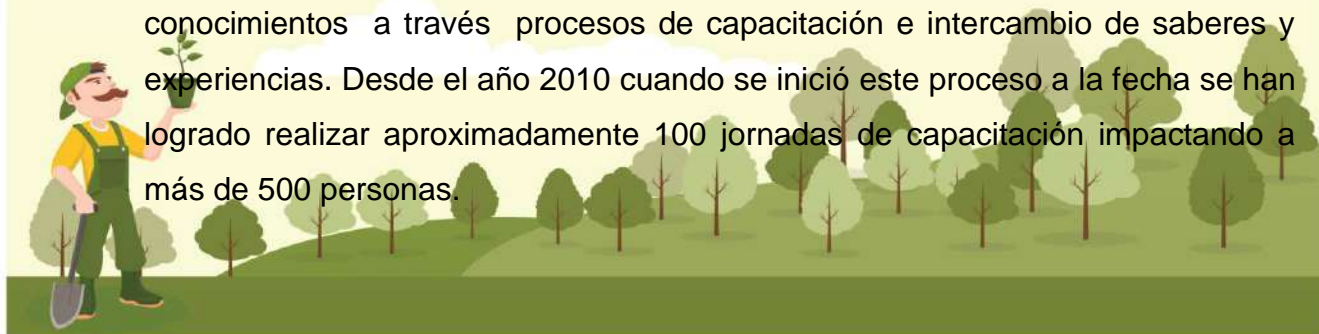 conocimientos a través procesos de capacitación e intercambio de saberes y
experiencias. Desde el año 2010 cuando se inició este proceso a la fecha se han
logrado realizar aproximadamente 100 jornadas de capacitación impactando a
más de 500 personas.